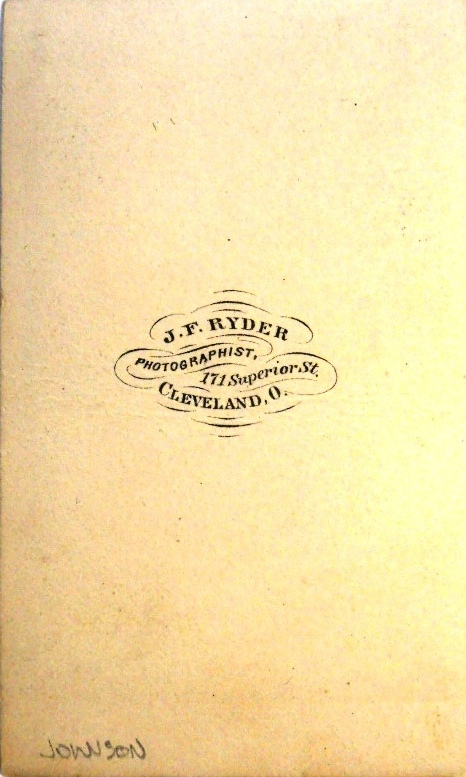 J. F. RYDER
PHOTOGRAPHIST,
171 Superior St.
CLEVELAND, O.
JOHNSON